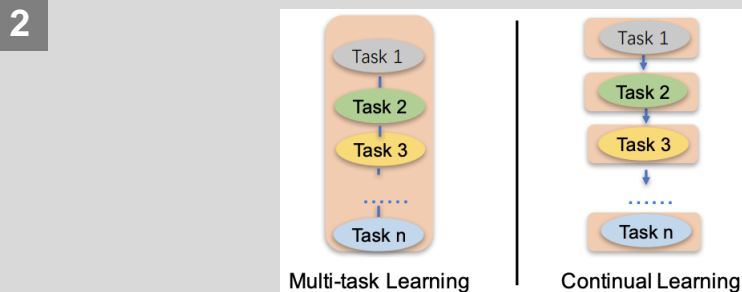 2
Task 1
Task 2
Task 3
......
Task n
Multi-task Learning
Task 1
Task 2
Task 3
......
Task n
Continual Learning